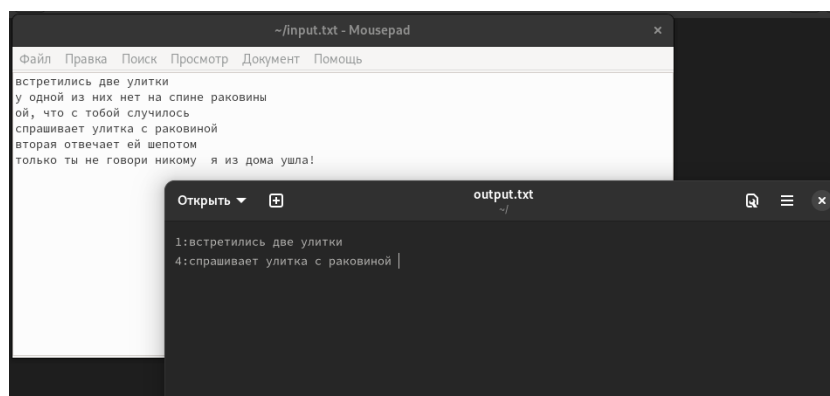 ~/input.txt - Mousepad
Файл Правка Поиск Просмотр Документ Помощь
встретились две улитки
у одной из них нет на спине раковины
ой, что с тобой случилось
спрашивает улитка с раковиной
вторая отвечает ей шепотом
только ты не говори никому  я из дома ушла!
Открыть
output.txt
~/
1:встретились две улитки
4:спрашивает улитка с раковиной